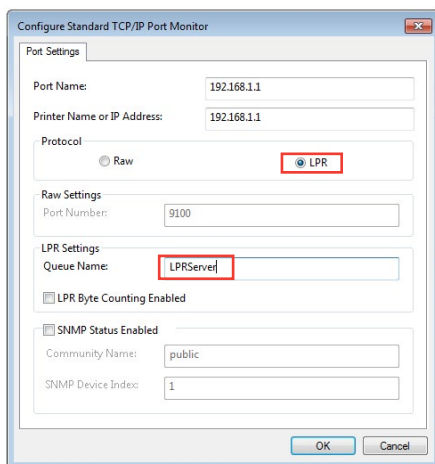 Configure Standard TCP/IP Port Monitor
Port Settings
Port Name: 192.168.1.1
Printer Name or IP Address: 192.168.1.1
Protocol
Raw LPR
Raw Settings
Port Number: 9100
LPR Settings
Queue Name: LPRServer
LPR Byte Counting Enabled
SNMP Status Enabled
Community Name: public
SNMP Device Index: 1
OK Cancel